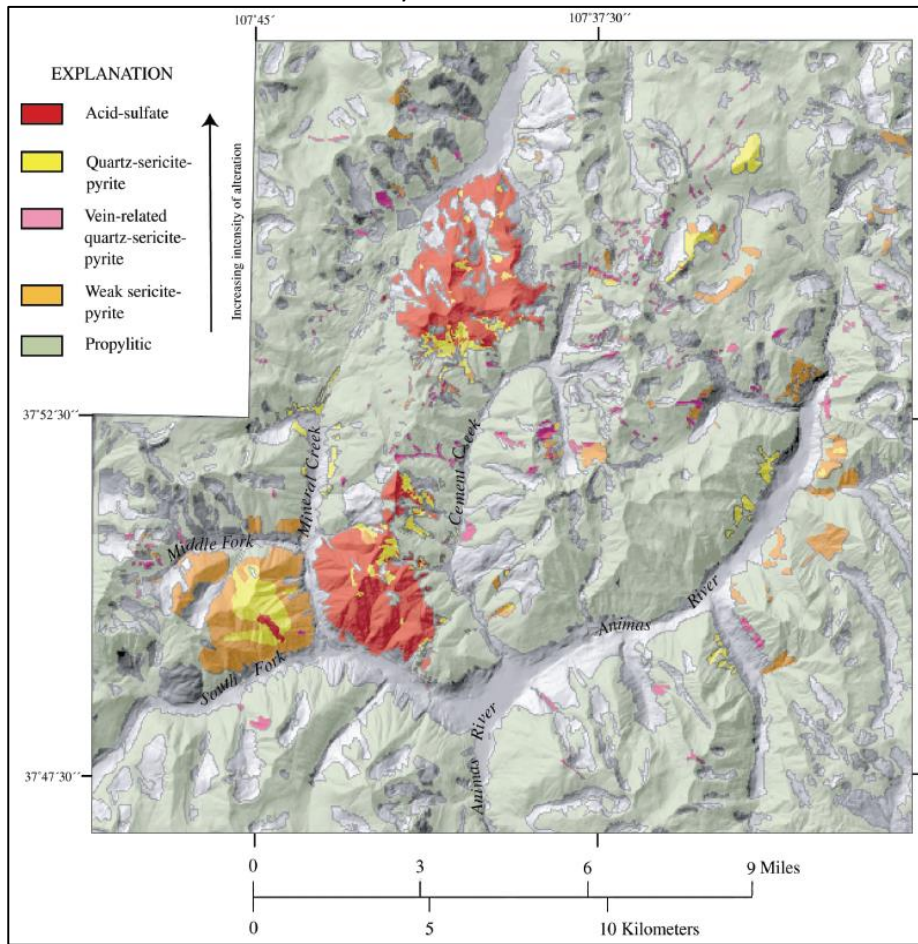 107°45´
107°37´30´´
EXPLANATION
Acid-sulfate
Quartz-sericite-
pyrite
Vein-related
quartz-sericite-
pyrite
Weak sericite-
pyrite
Propylitic
Increasing intensity of alteration
37°52´30´´
Mineral Creek
Cement Creek
Middle Fork
South Fork
Animas River
Animas River
37°47´30´´
0 3 6 9 Miles
0 5 10 Kilometers